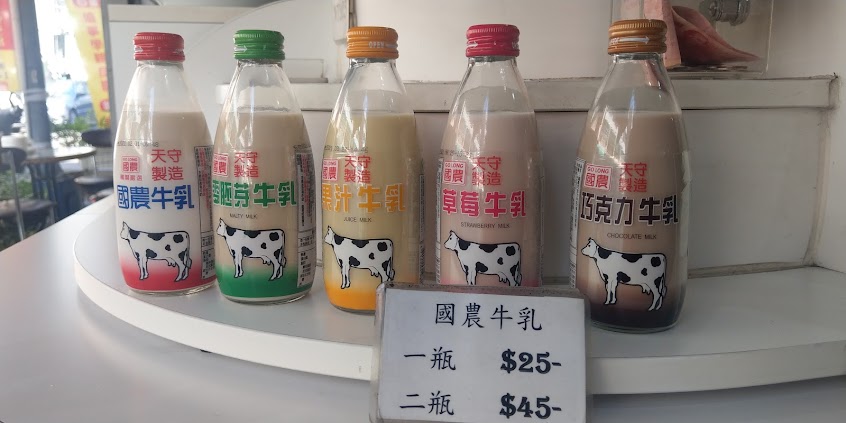 GUO LONG
國農
天守
製造
國農牛乳
國農
天守
製造
麥胚芽牛乳
MALTY MILK
國農
天守
製造
果汁牛乳
JUICE MILK
國農
天守
製造
草莓牛乳
STRAWBERRY MILK
國農
天守
製造
巧克力牛乳
CHOCOLATE MILK
國農牛乳
一瓶 $25-
二瓶 $45-